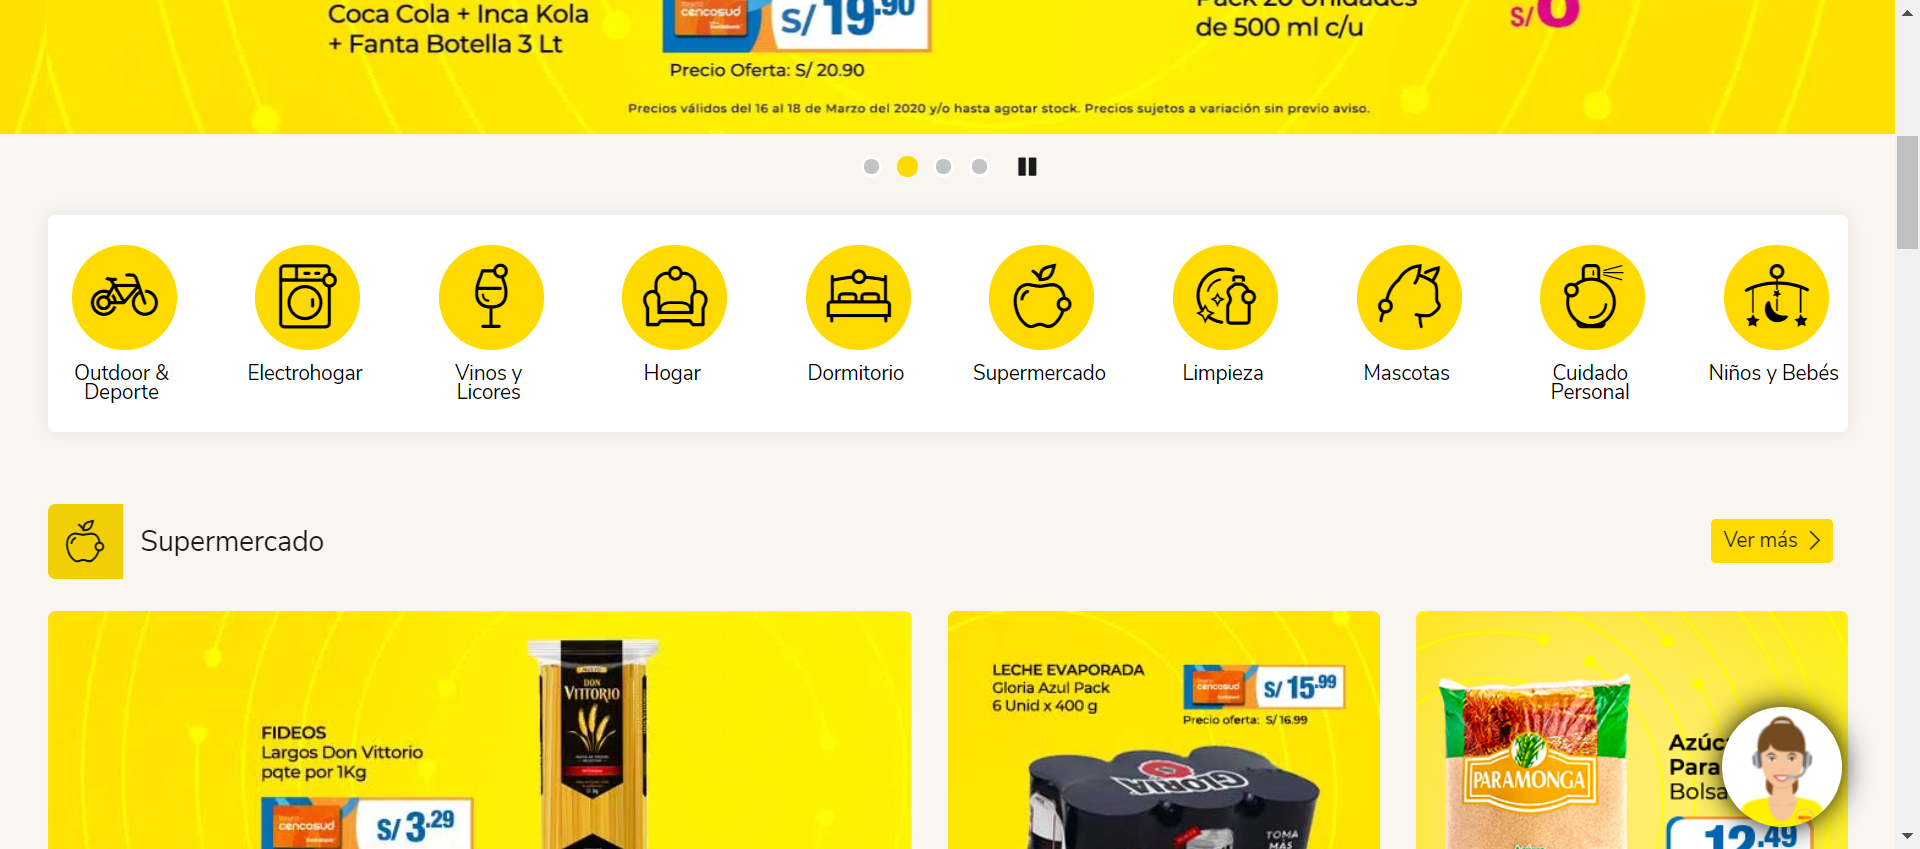 Coca Cola + Inca Kola
+ Fanta Botella 3 Lt
cencosud
S/ 19.90
Precio Oferta: S/ 20.90
Pack 20 Unidades
de 500 ml c/u
S/
Precios válidos del 16 al 18 de Marzo del 2020 y/o hasta agotar stock. Precios sujetos a variación sin previo aviso.
Outdoor &
Deporte
Electrohogar
Vinos y
Licores
Hogar
Dormitorio
Supermercado
Limpieza
Mascotas
Cuidado
Personal
Niños y Bebés
Supermercado
Ver más
FIDEOS
Largos Don Vittorio
pqte por 1Kg
cencosud
S/ 3.29
DON
VITTORIO
LECHE EVAPORADA
Gloria Azul Pack
6 Unid x 400 g
cencosud
S/ 15.99
Precio oferta: S/ 16.99
GLORIA
TOMA
MÁS
PARAMONGA
Azúc
Para
Bolsa
12.49